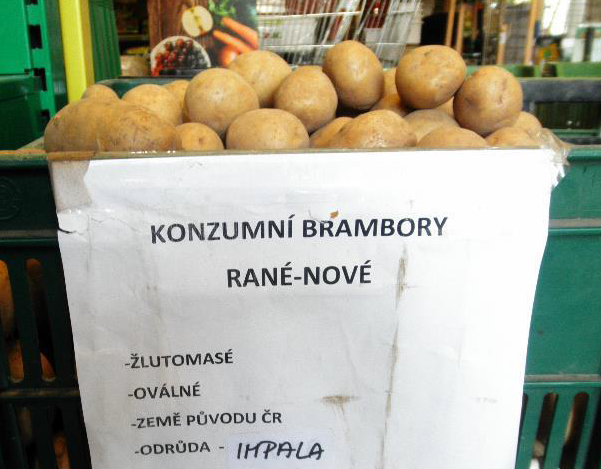 KONZUMNÍ BRAMBORY
RANÉ-NOVÉ
-ŽLUTOMASÉ
-OVÁLNÉ
-ZEMĚ PŮVODU ČR
-ODRŮDA - IMPALA